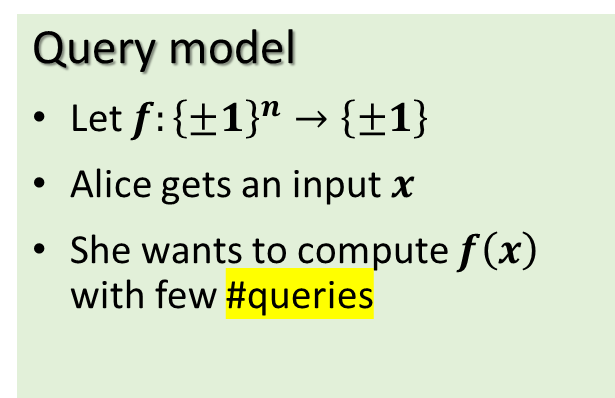 Query model
• Let f: {±1}ⁿ → {±1}
• Alice gets an input x
• She wants to compute f(x)
with few #queries